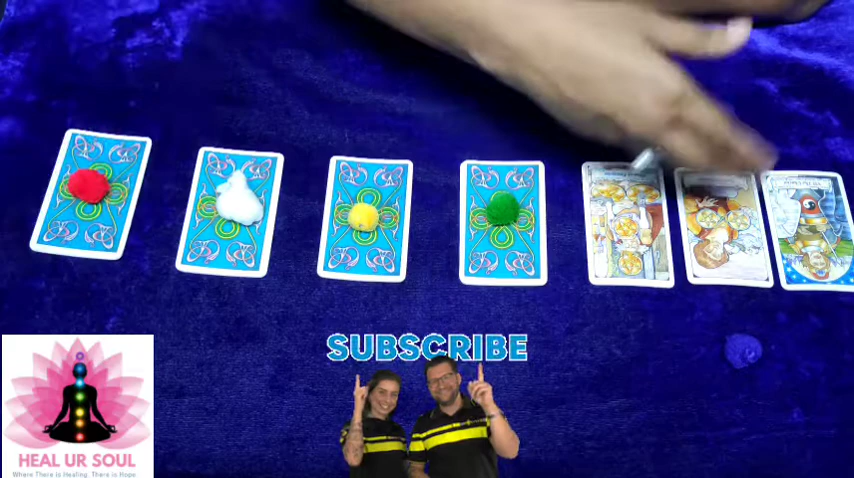 SUBSCRIBE
HEAL UR SOUL
Where There is Healing, There is Hope